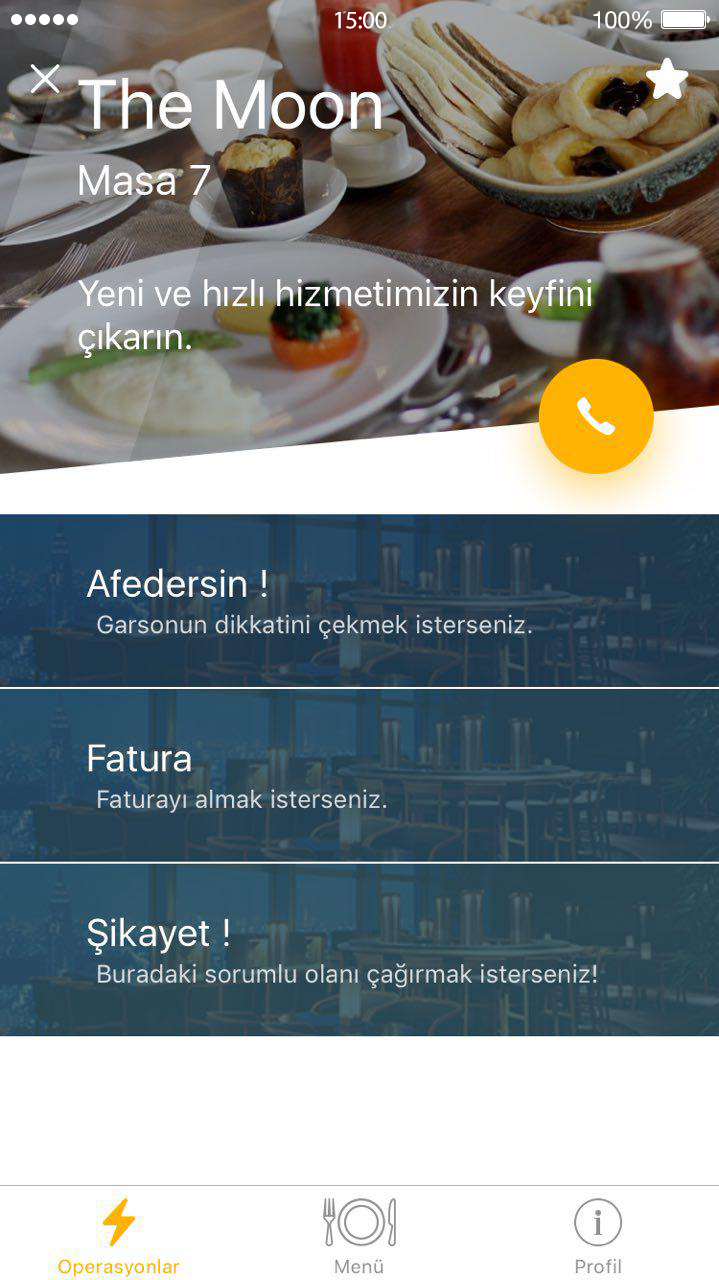 15:00
100%
The Moon
Masa 7
Yeni ve hızlı hizmetimizin keyfini
çıkarın.
Afedersin !
Garsonun dikkatini çekmek isterseniz.
Fatura
Faturayı almak isterseniz.
Şikayet !
Buradaki sorumlu olanı çağırmak isterseniz!
Operasyonlar
Menü
Profil